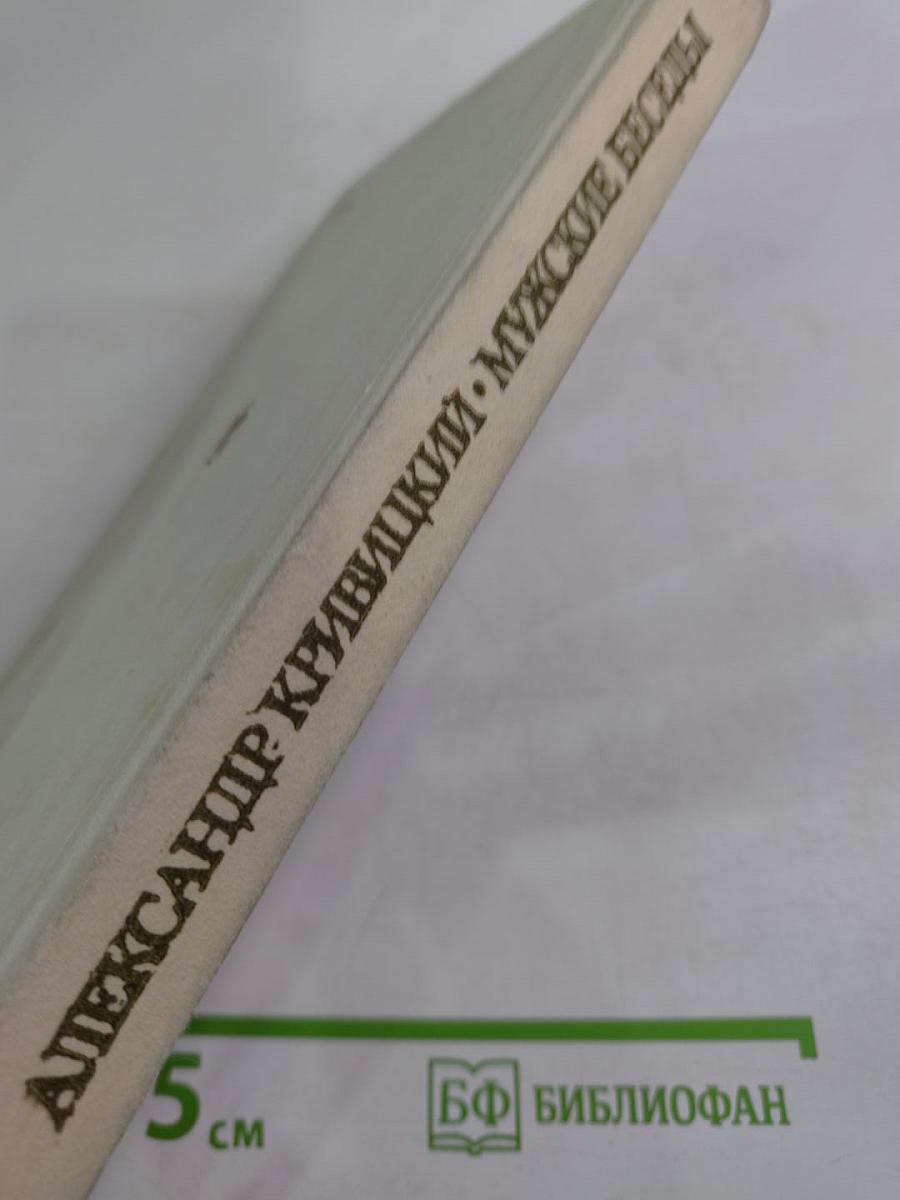 АЛЕКСАНДР КРИВИЦКИЙ • МУЖСКИЕ БЕСЕДЫ
5 см
БФ БИБЛИОФАН